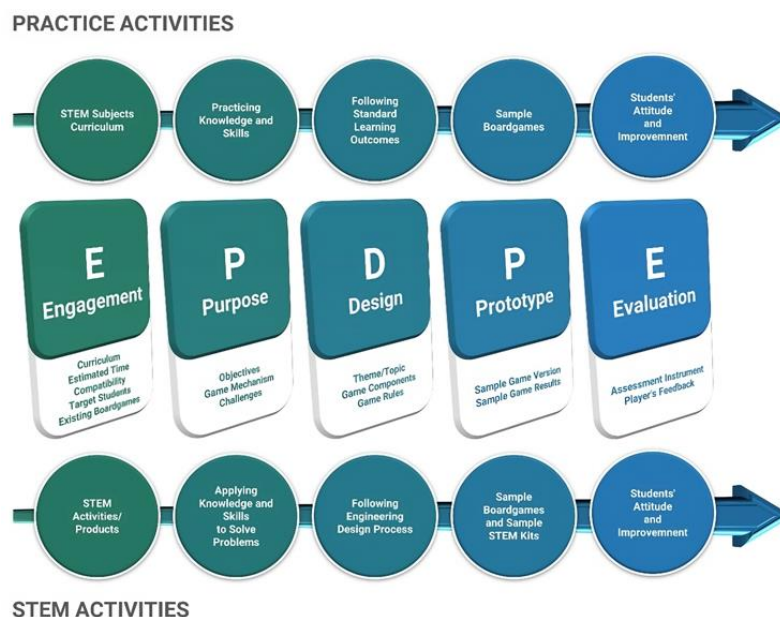 PRACTICE ACTIVITIES
STEM Subjects
Curriculum
Practicing
Knowledge and
Skills
Following
Standard
Learning
Outcomes
Sample
Boardgames
Students'
Attitude
and
Improvemnent
E
Engagement
Curriculum
Estimated Time
Compatibility
Target Students
Existing Boardgames
P
Purpose
Objectives
Game Mechanism
Challenges
D
Design
Theme/Topic
Game Components
Game Rules
P
Prototype
Sample Game Version
Sample Game Results
E
Evaluation
Assessment Instrument
Player's Feedback
STEM
Activities/
Products
Applying
Knowledge and
Skills
to Solve
Problems
Following
Engineering
Design Process
Sample
Boardgames
and Sample
STEM Kits
Students'
Attitude
and
Improvemnent
STEM ACTIVITIES